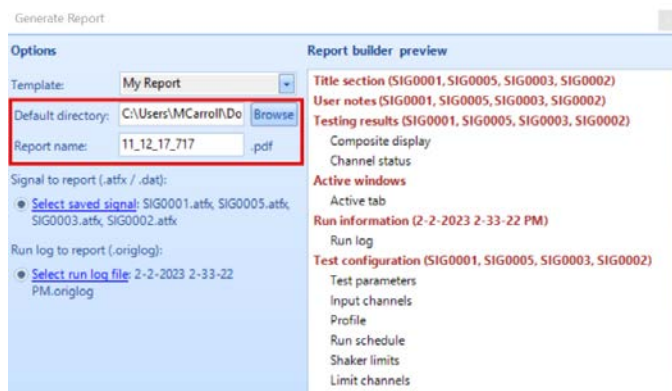 Generate Report
Options
Template:
My Report
Default directory:
C:\Users\MCarroll\Do
Browse
Report name:
11_12_17_717
.pdf
Signal to report (.atfx / .dat):
Select saved signal: SIG0001.atfx, SIG0005.atfx,
SIG0003.atfx, SIG0002.atfx
Run log to report (.origlog):
Select run log file: 2-2-2023 2-33-22
PM.origlog
Report builder preview
Title section (SIG0001, SIG0005, SIG0003, SIG0002)
User notes (SIG0001, SIG0005, SIG0003, SIG0002)
Testing results (SIG0001, SIG0005, SIG0003, SIG0002)
Composite display
Channel status
Active windows
Active tab
Run information (2-2-2023 2-33-22 PM)
Run log
Test configuration (SIG0001, SIG0005, SIG0003, SIG0002)
Test parameters
Input channels
Profile
Run schedule
Shaker limits
Limit channels